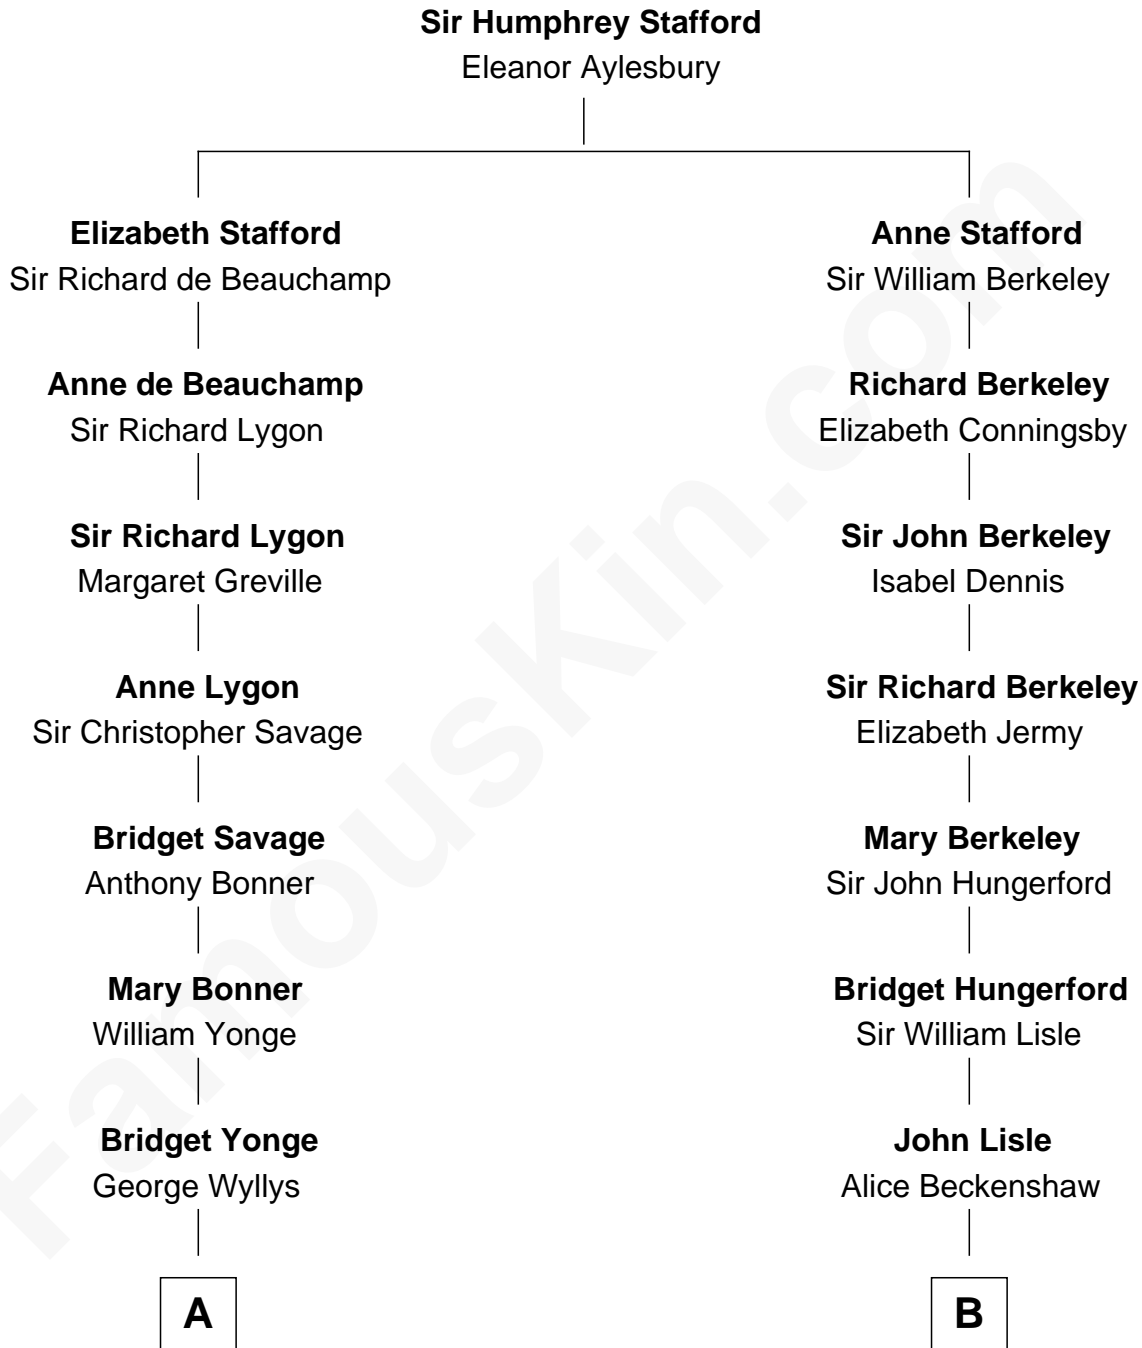 Sir Humphrey Stafford
Eleanor Aylesbury
Elizabeth Stafford
Sir Richard de Beauchamp
Anne de Beauchamp
Sir Richard Lygon
Sir Richard Lygon
Margaret Greville
Anne Lygon
Sir Christopher Savage
Bridget Savage
Anthony Bonner
Mary Bonner
William Yonge
Bridget Yonge
George Wyllys
A
Anne Stafford
Sir William Berkeley
Richard Berkeley
Elizabeth Conningsby
Sir John Berkeley
Isabel Dennis
Sir Richard Berkeley
Elizabeth Jermy
Mary Berkeley
Sir John Hungerford
Bridget Hungerford
Sir William Lisle
John Lisle
Alice Beckenshaw
B
FamousKin.com